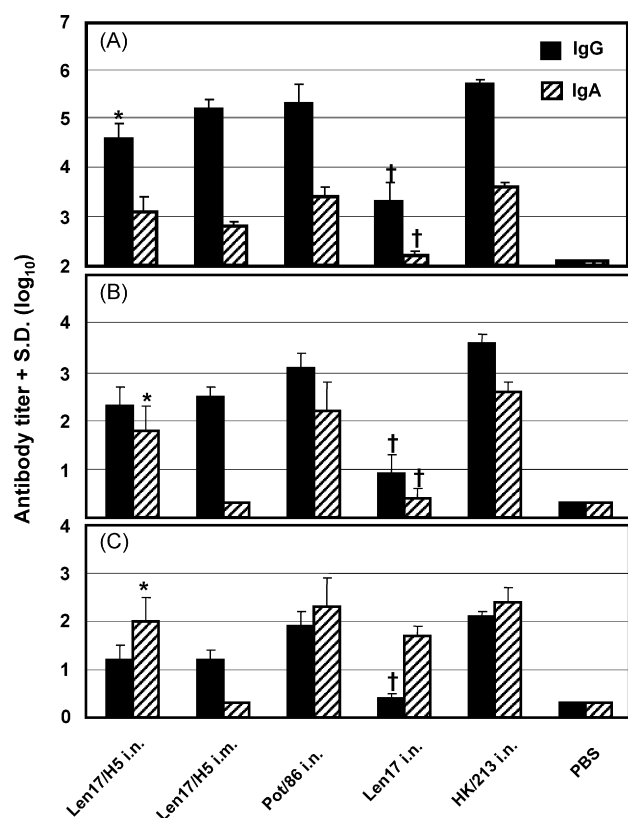 7
(A)
IgG
6
IgA
5
*
4
†
3
†
2
(B)
4
3
*
2
†
†
1
4
(C)
3
*
2
1
†
0
Antibody titer + S.D. (log10)
Len17/H5 i.n.
Len17/H5 i.m.
Pot/86 i.n.
Len17 i.n.
HK/213 i.n.
PBS